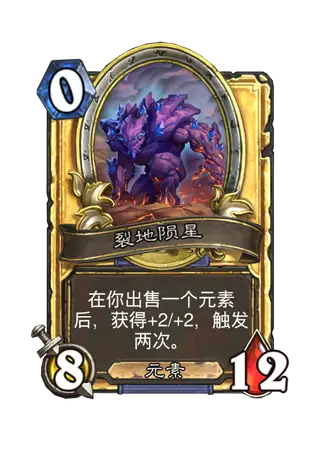 0
裂地陨星
在你出售一个元素
后，获得+2/+2，触发
两次。
8
元素
12